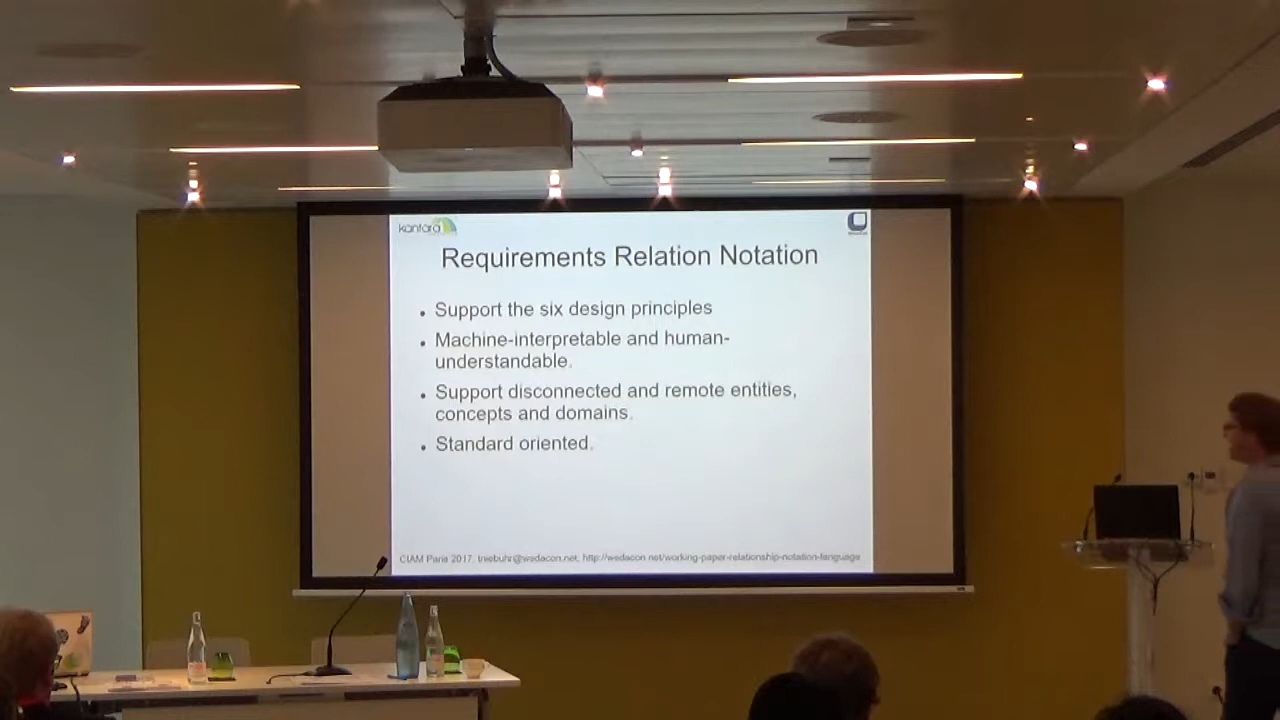 kantara
Requirements Relation Notation
• Support the six design principles
• Machine-interpretable and human-
understandable.
• Support disconnected and remote entities,
concepts and domains.
• Standard oriented.
CIAM Paris 2017. tniebuhr@wedacon.net, http://wedacon.net/working-paper-relationship-notation-language